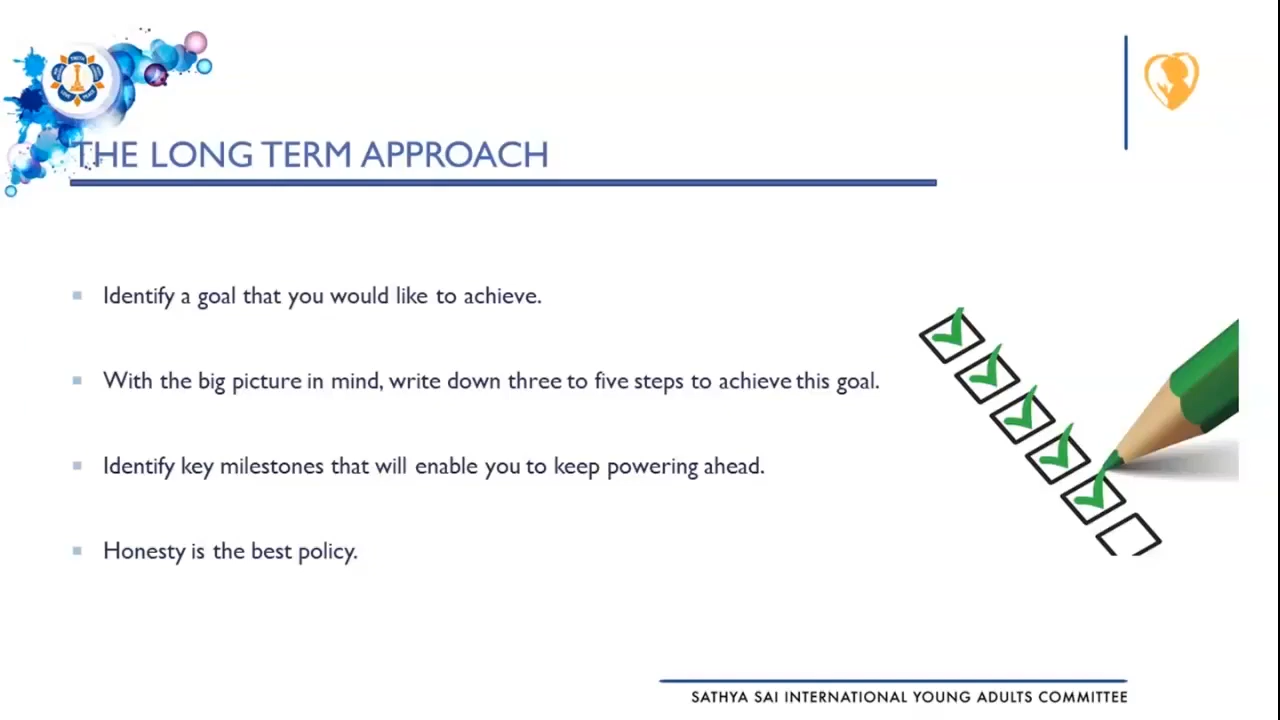 THE LONG TERM APPROACH
Identify a goal that you would like to achieve.
With the big picture in mind, write down three to five steps to achieve this goal.
Identify key milestones that will enable you to keep powering ahead.
Honesty is the best policy.
SATHYA SAI INTERNATIONAL YOUNG ADULTS COMMITTEE